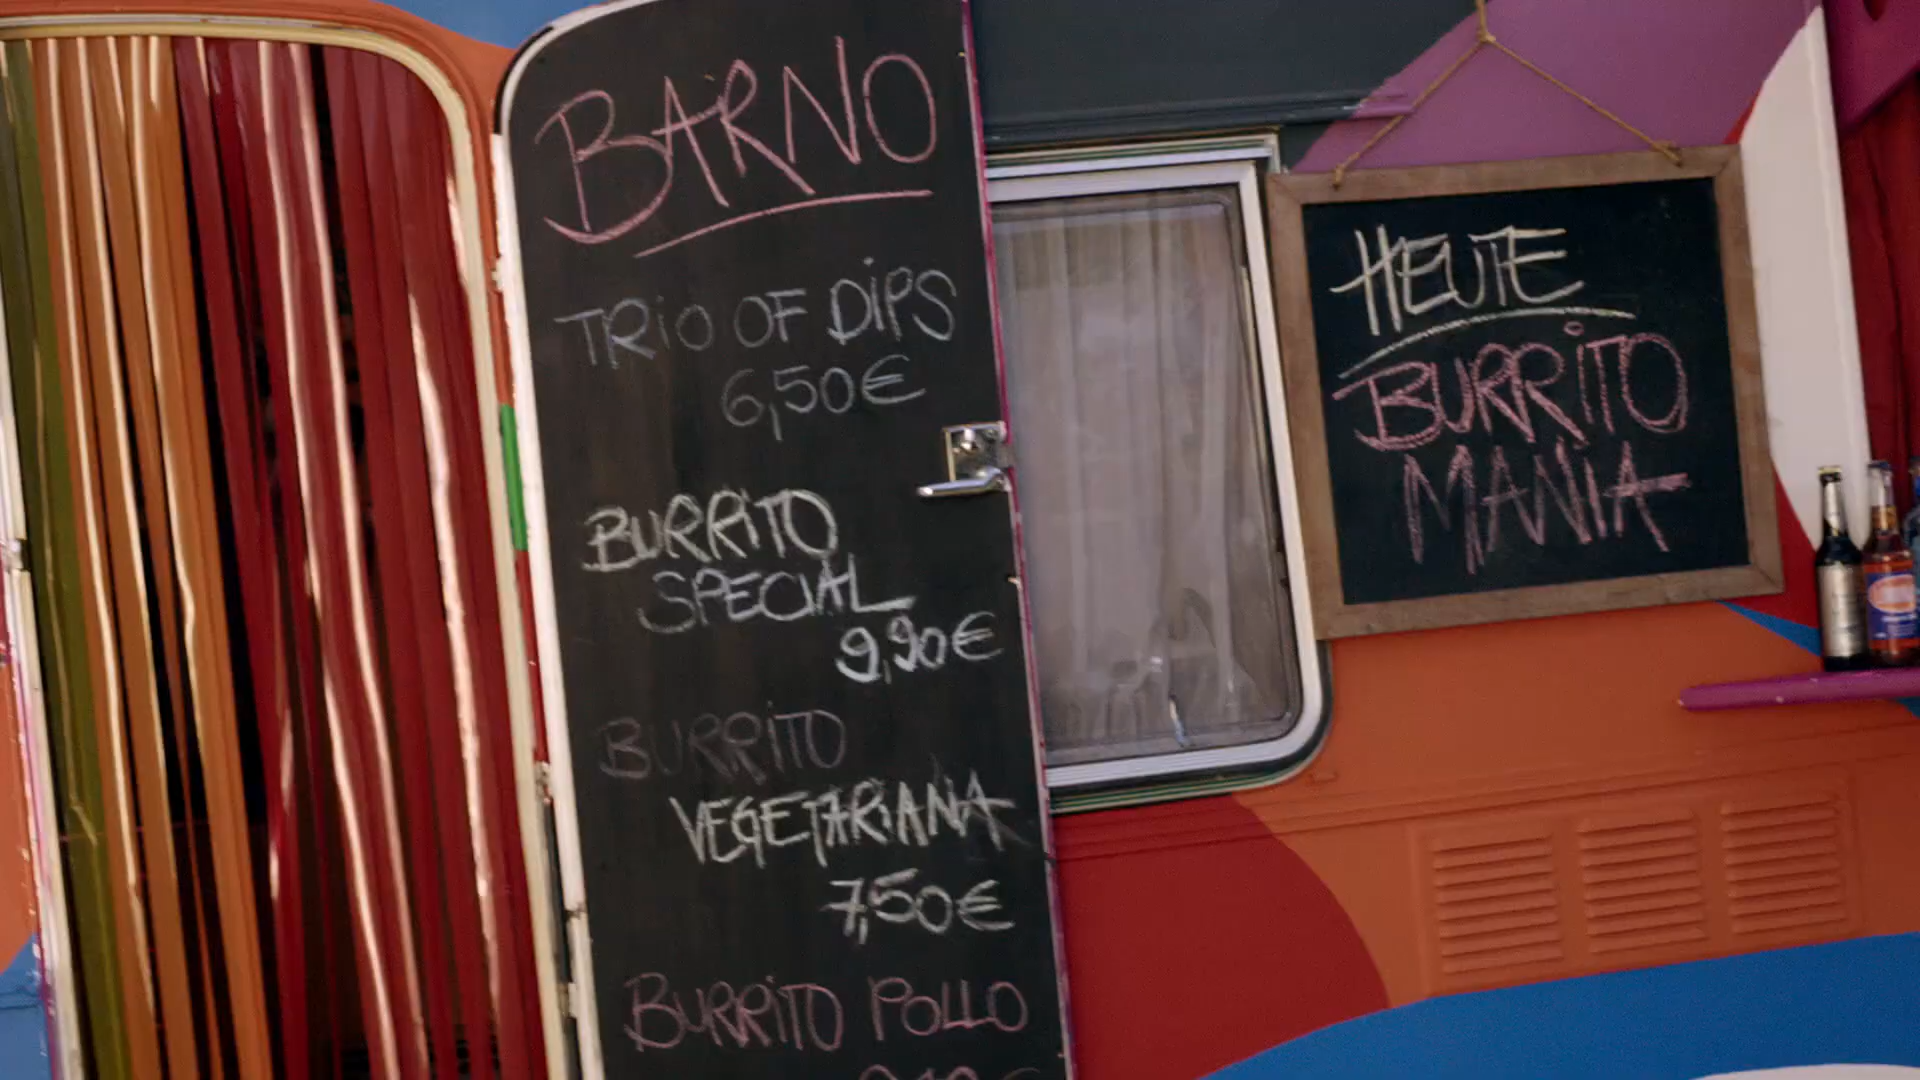 BARNO
TRiO OF DiPS
6,50€
BURRiTO
SPECIAL
9,90€
BURRiTO
VEGETARiANA
7,50€
BURRiTO POLLO
HEUTE
BURRiTO
MANIA